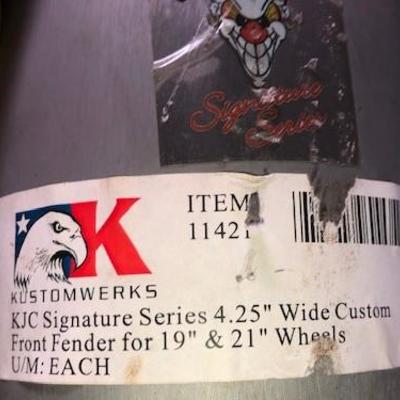 Signature
Series
K
KUSTOMWERKS
ITEM
11421
KJC Signature Series 4.25" Wide Custom
Front Fender for 19" & 21" Wheels
U/M: EACH